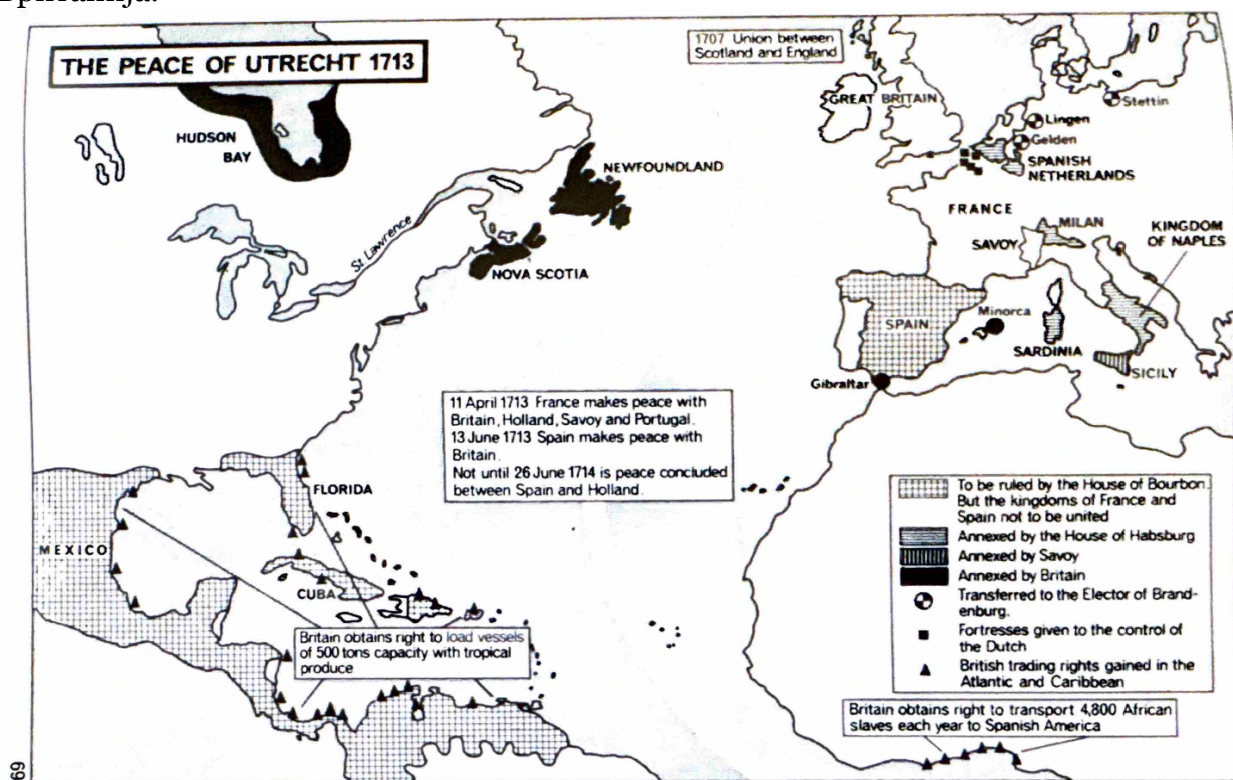 THE PEACE OF UTRECHT 1713
1707 Union between
Scotland and England
HUDSON
BAY
NEWFOUNDLAND
St Lawrence
NOVA SCOTIA
GREAT BRITAIN
Stettin
Lingen
Gelden
SPANISH
NETHERLANDS
FRANCE
MILAN
SAVOY
KINGDOM
OF NAPLES
SPAIN
Minorca
SARDINIA
SICILY
Gibraltar
11 April 1713 France makes peace with
Britain, Holland, Savoy and Portugal.
13 June 1713 Spain makes peace with
Britain.
Not until 26 June 1714 is peace concluded
between Spain and Holland.
FLORIDA
MEXICO
CUBA
Britain obtains right to load vessels
of 500 tons capacity with tropical
produce
To be ruled by the House of Bourbon.
But the kingdoms of France and
Spain not to be united
Annexed by the House of Habsburg
Annexed by Savoy
Annexed by Britain
Transferred to the Elector of Brand-
enburg.
Fortresses given to the control of
the Dutch
British trading rights gained in the
Atlantic and Caribbean
Britain obtains right to transport 4,800 African
slaves each year to Spanish America
69